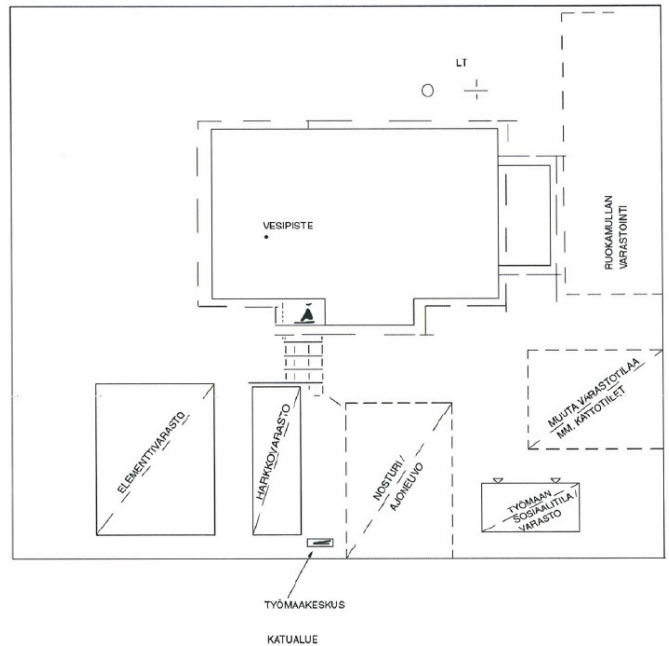 LT
VESIPISTE
RUOKAMULLAN
VARASTOINTI
MUUTA VARASTOTILAA
MM. KATTOTIILET
ELEMENTTIVARASTO
HARKKOVARASTO
NOSTURI /
AJONEUVO
TYÖMAAN
SOSIAALITILA /
VARASTO
TYÖMAAKESKUS
KATUALUE